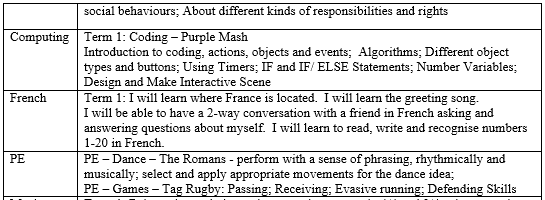 social behaviours; About different kinds of responsibilities and rights
Computing
Term 1: Coding – Purple Mash
Introduction to coding, actions, objects and events;  Algorithms; Different object
types and buttons; Using Timers; IF and IF/ ELSE Statements; Number Variables;
Design and Make Interactive Scene
French
Term 1: I will learn where France is located.  I will learn the greeting song.
I will be able to have a 2-way conversation with a friend in French asking and
answering questions about myself.  I will learn to read, write and recognise numbers
1-20 in French.
PE
PE – Dance – The Romans - perform with a sense of phrasing, rhythmically and
musically; select and apply appropriate movements for the dance idea;
PE – Games – Tag Rugby: Passing; Receiving; Evasive running; Defending Skills